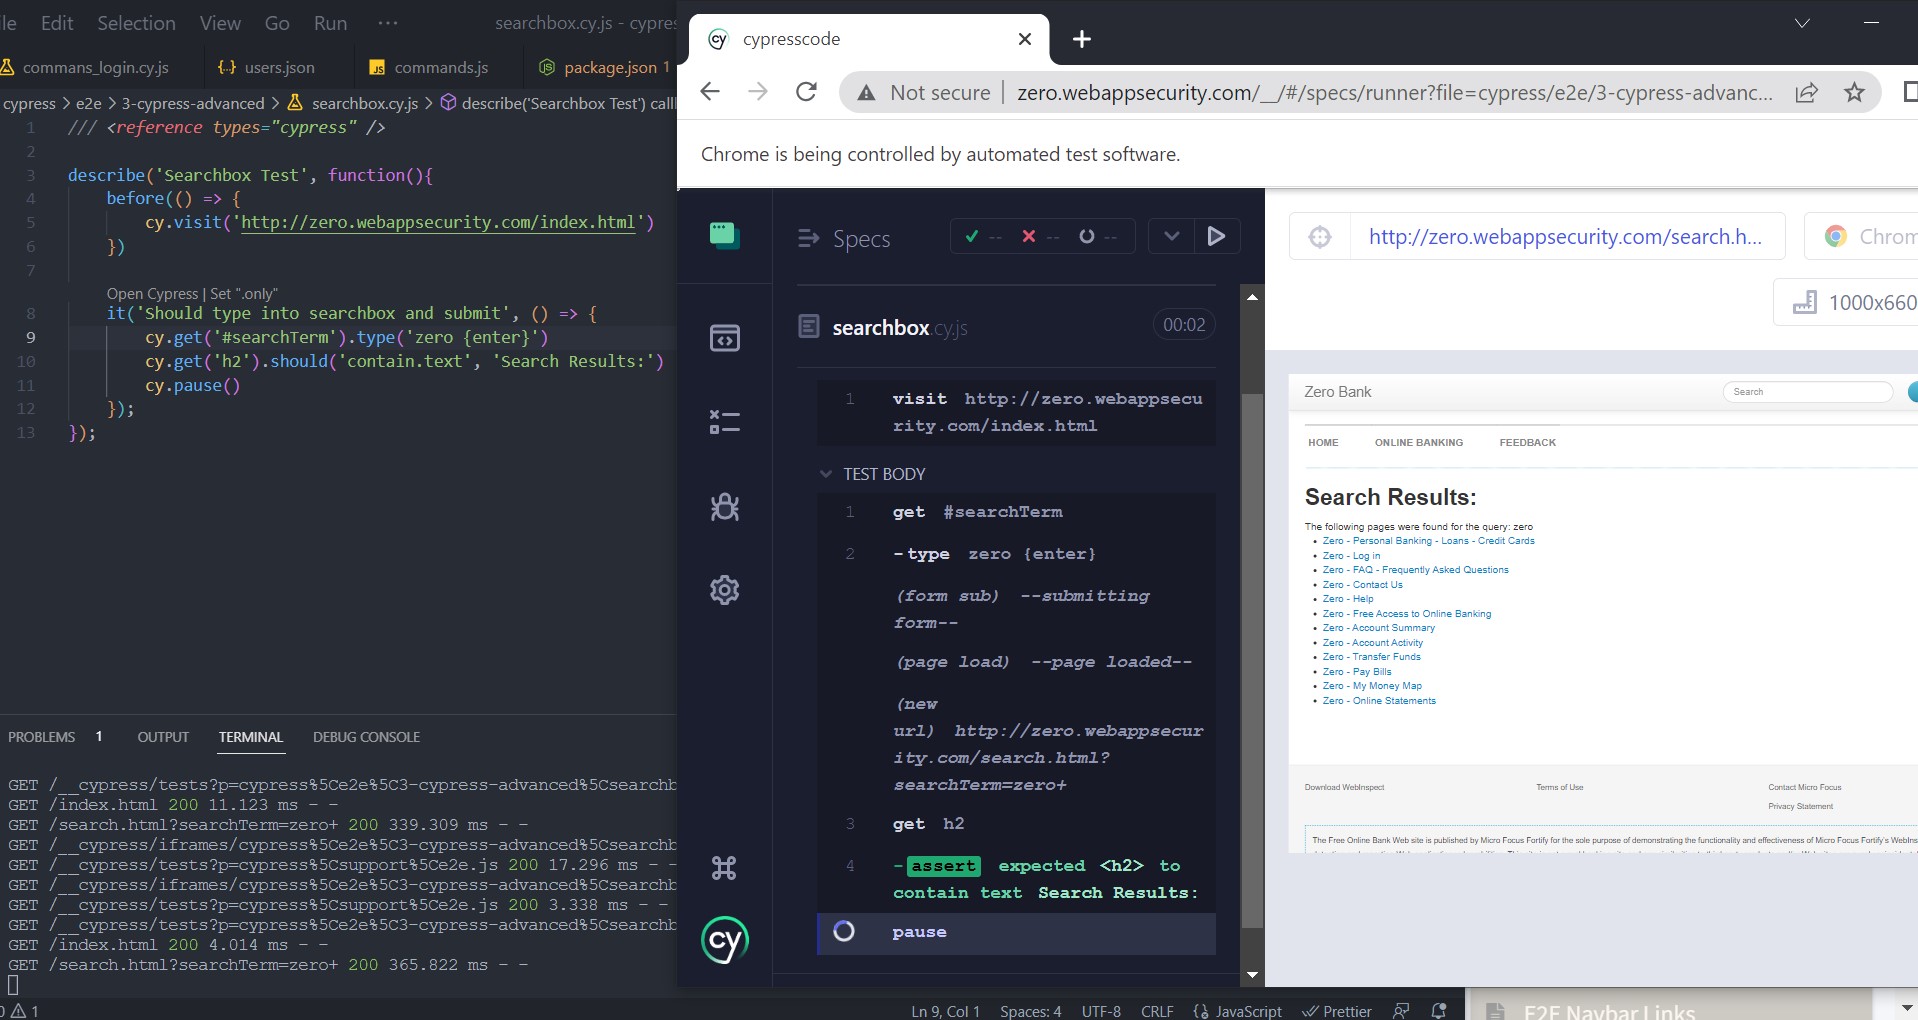 Edit Selection View Go Run ···
searchbox.cy.js - cypres
commans_login.cy.js
users.json
commands.js
package.json 1
cypress > e2e > 3-cypress-advanced > searchbox.cy.js > describe('Searchbox Test') call
1 /// <reference types="cypress" />
2
3 describe('Searchbox Test', function(){
4 before(() => {
5 cy.visit('http://zero.webappsecurity.com/index.html')
6 })
7
Open Cypress | Set ".only"
8 it('Should type into searchbox and submit', () => {
9 cy.get('#searchTerm').type('zero {enter}')
10 cy.get('h2').should('contain.text', 'Search Results:')
11 cy.pause()
12 });
13 });
PROBLEMS 1 OUTPUT TERMINAL DEBUG CONSOLE
GET /__cypress/tests?p=cypress%5Ce2e%5C3-cypress-advanced%5Csearchb
GET /index.html 200 11.123 ms - -
GET /search.html?searchTerm=zero+ 200 339.309 ms - -
GET /__cypress/iframes/cypress%5Ce2e%5C3-cypress-advanced%5Csearchb
GET /__cypress/tests?p=cypress%5Csupport%5Ce2e.js 200 17.296 ms - -
GET /__cypress/iframes/cypress%5Ce2e%5C3-cypress-advanced%5Csearchb
GET /__cypress/tests?p=cypress%5Csupport%5Ce2e.js 200 3.338 ms - -
GET /__cypress/tests?p=cypress%5Ce2e%5C3-cypress-advanced%5Csearchb
GET /index.html 200 4.014 ms - -
GET /search.html?searchTerm=zero+ 200 365.822 ms - -
1
Ln 9, Col 1 Spaces: 4 UTF-8 CRLF JavaScript Prettier
cypresscode
Not secure | zero.webappsecurity.com/__/#/specs/runner?file=cypress/e2e/3-cypress-advanc...
Chrome is being controlled by automated test software.
Specs -- -- --
searchbox.cy.js 00:02
1 visit http://zero.webappsecu
rity.com/index.html
TEST BODY
1 get #searchTerm
2 -type zero {enter}
(form sub) --submitting
form--
(page load) --page loaded--
(new
url) http://zero.webappsecur
ity.com/search.html?
searchTerm=zero+
3 get h2
4 -assert expected <h2> to
contain text Search Results:
pause
cy
http://zero.webappsecurity.com/search.h...
Chrom
1000x660
Zero Bank
Search
HOME ONLINE BANKING FEEDBACK
Search Results:
The following pages were found for the query: zero
• Zero - Personal Banking - Loans - Credit Cards
• Zero - Log in
• Zero - FAQ - Frequently Asked Questions
• Zero - Contact Us
• Zero - Help
• Zero - Free Access to Online Banking
• Zero - Account Summary
• Zero - Account Activity
• Zero - Transfer Funds
• Zero - Pay Bills
• Zero - My Money Map
• Zero - Online Statements
Download WebInspect Terms of Use Contact Micro Focus
Privacy Statement
The Free Online Bank Web site is published by Micro Focus Fortify for the sole purpose of demonstrating the functionality and effectiveness of Micro Focus Fortify's WebIns
E2E Navbar Links